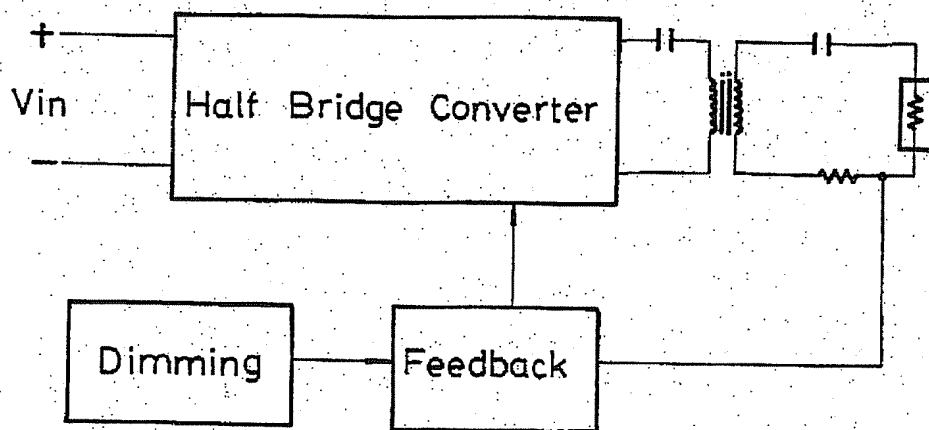 +
Vin
−
Half Bridge Converter
Dimming
Feedback